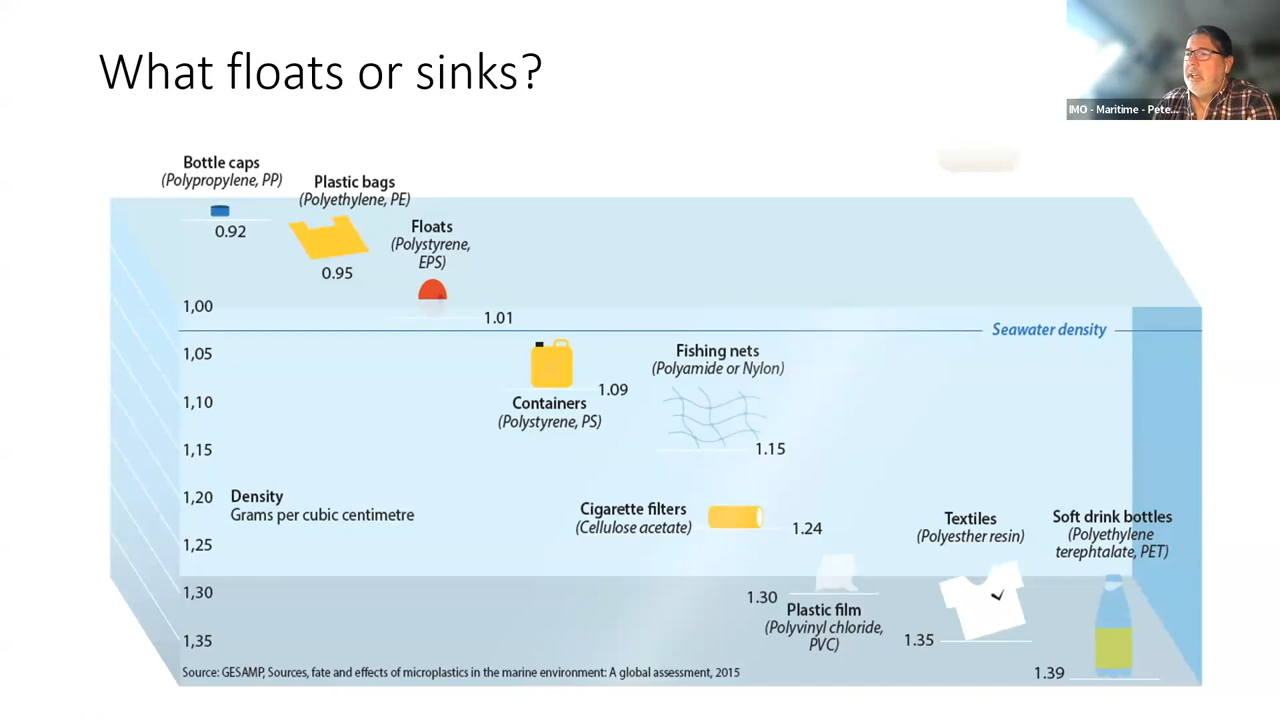 What floats or sinks?
IMO - Maritime - Pete...
Bottle caps
(Polypropylene, PP)
0.92
Plastic bags
(Polyethylene, PE)
0.95
Floats
(Polystyrene,
EPS)
1.01
1,00
Seawater density
1,05
1.09
Containers
(Polystyrene, PS)
Fishing nets
(Polyamide or Nylon)
1.15
1,10
1,15
1,20
Density
Grams per cubic centimetre
Cigarette filters
(Cellulose acetate)
1.24
1,25
Textiles
(Polyesther resin)
Soft drink bottles
(Polyethylene
terephtalate, PET)
1,30
1.30
Plastic film
(Polyvinyl chloride,
PVC)
1,35
1.35
1.39
Source: GESAMP, Sources, fate and effects of microplastics in the marine environment: A global assessment, 2015